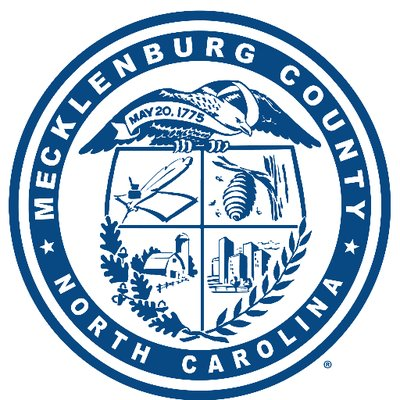 MECKLENBURG COUNTY
MAY 20, 1775
NORTH CAROLINA
®